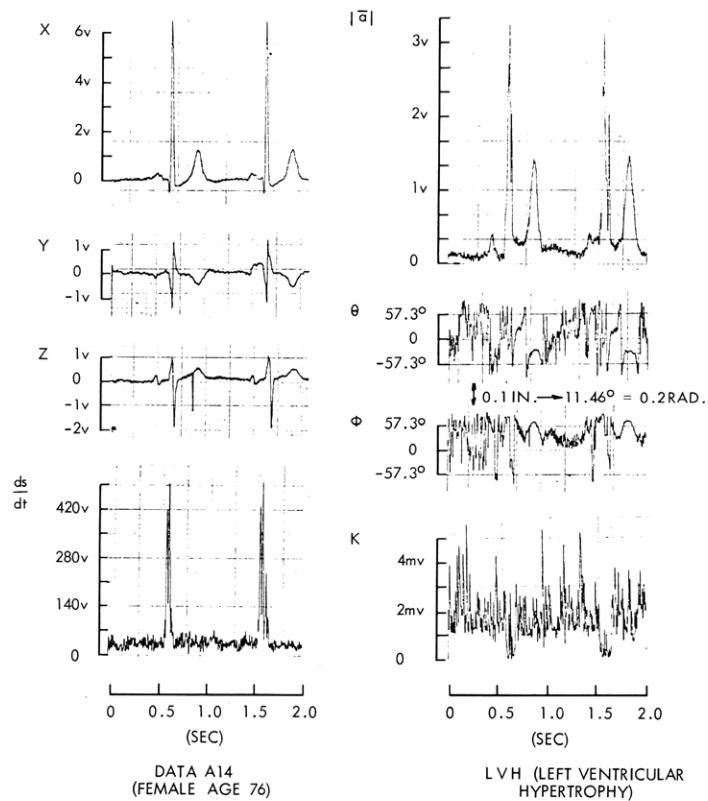 X
6v
4v
2v
0
Y
1v
0
−1v
Z
1v
0
−1v
−2v
ds
dt
420v
280v
140v
0
0 0.5 1.0 1.5 2.0
(SEC)
DATA A14
(FEMALE AGE 76)
|a|
3v
2v
1v
0
θ
57.3°
0
−57.3°
0.1 IN. → 11.46° = 0.2 RAD.
Φ
57.3°
0
−57.3°
K
4mv
2mv
0
0 0.5 1.0 1.5 2.0
(SEC)
LVH (LEFT VENTRICULAR
HYPERTROPHY)